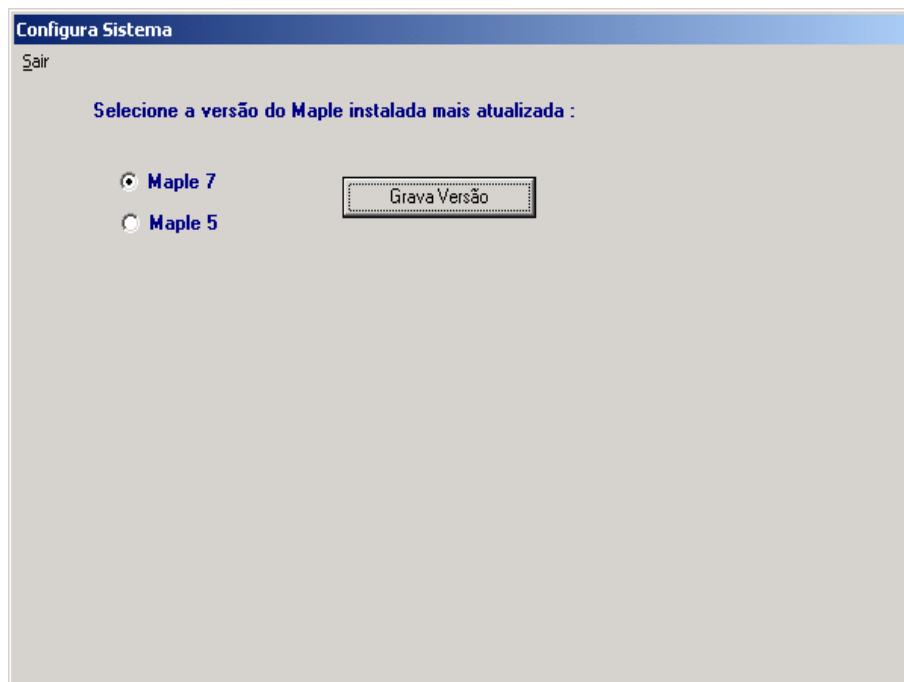 Configura Sistema
Sair
Selecione a versão do Maple instalada mais atualizada :
Maple 7
Grava Versão
Maple 5